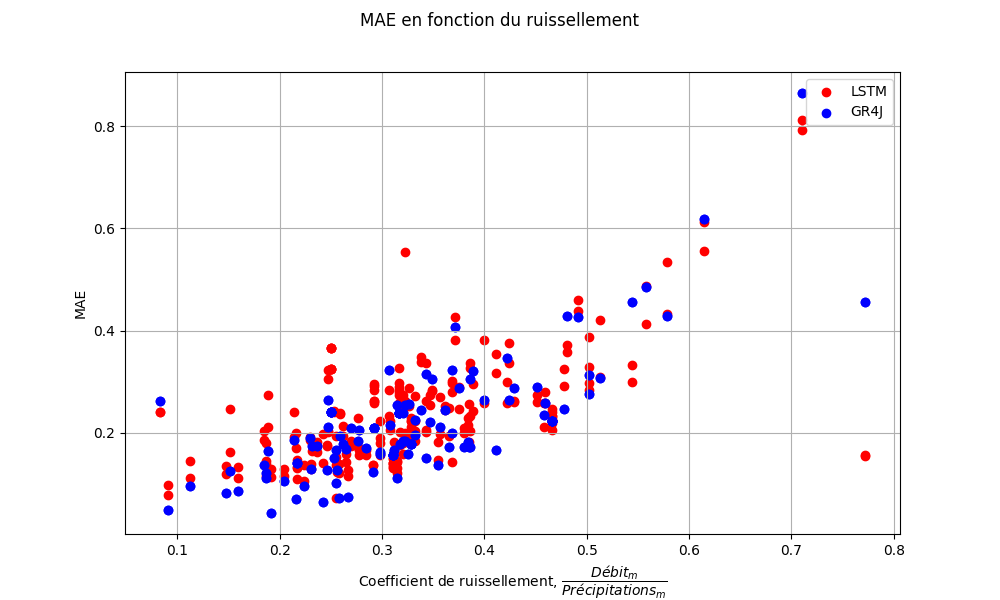 MAE en fonction du ruissellement
LSTM
GR4J
MAE
0.8
0.6
0.4
0.2
0.1 0.2 0.3 0.4 0.5 0.6 0.7 0.8
Coefficient de ruissellement, Débit_m / Précipitations_m